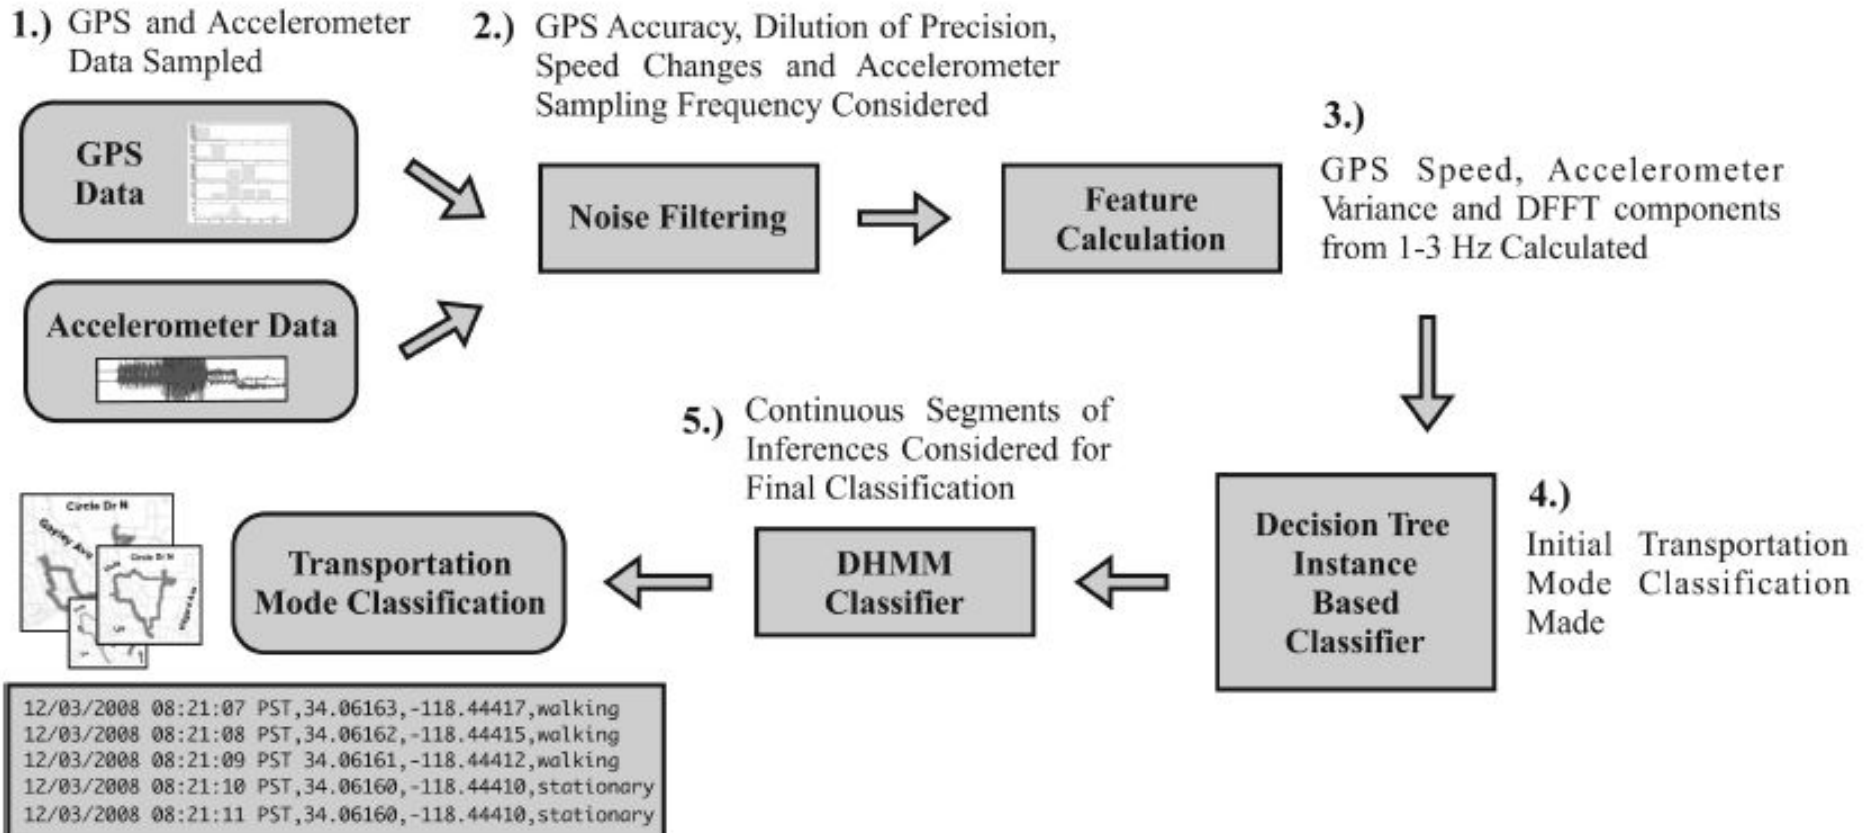 1.) GPS and Accelerometer
Data Sampled
GPS
Data
Accelerometer Data
2.) GPS Accuracy, Dilution of Precision,
Speed Changes and Accelerometer
Sampling Frequency Considered
Noise Filtering
Feature
Calculation
3.)
GPS Speed, Accelerometer
Variance and DFFT components
from 1-3 Hz Calculated
4.)
Initial Transportation
Mode Classification
Made
Decision Tree
Instance
Based
Classifier
5.) Continuous Segments of
Inferences Considered for
Final Classification
DHMM
Classifier
Transportation
Mode Classification
Circle Dr N
Gayley Ave
Circle Dr N
12/03/2008 08:21:07 PST,34.06163,-118.44417,walking
12/03/2008 08:21:08 PST,34.06162,-118.44415,walking
12/03/2008 08:21:09 PST,34.06161,-118.44412,walking
12/03/2008 08:21:10 PST,34.06160,-118.44410,stationary
12/03/2008 08:21:11 PST,34.06160,-118.44410,stationary